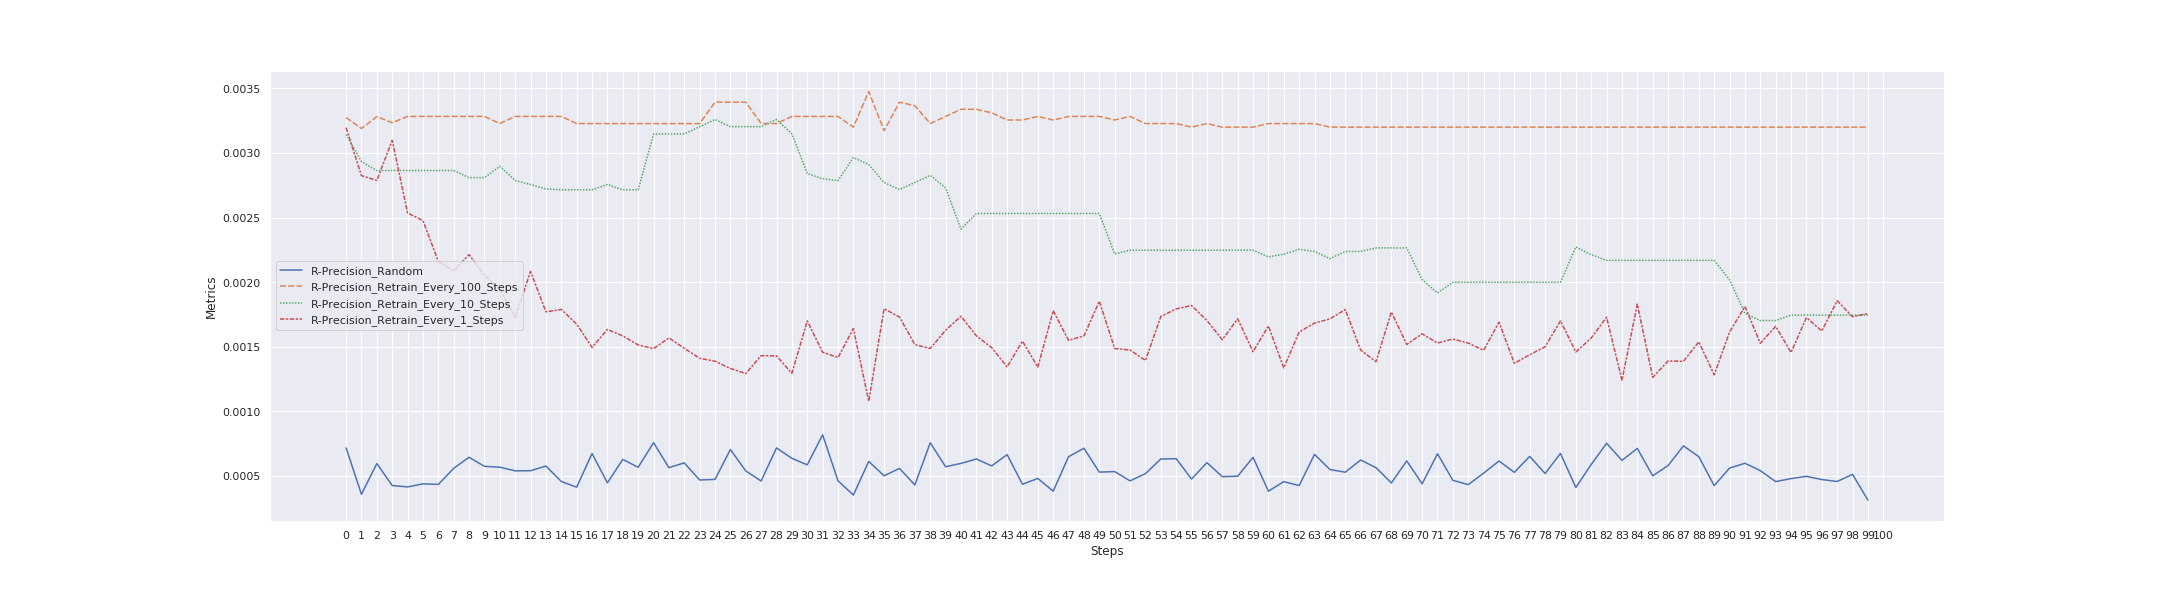 0.0035
0.0030
0.0025
0.0020
0.0015
0.0010
0.0005
Metrics
R-Precision_Random
R-Precision_Retrain_Every_100_Steps
R-Precision_Retrain_Every_10_Steps
R-Precision_Retrain_Every_1_Steps
0 1 2 3 4 5 6 7 8 9 10 11 12 13 14 15 16 17 18 19 20 21 22 23 24 25 26 27 28 29 30 31 32 33 34 35 36 37 38 39 40 41 42 43 44 45 46 47 48 49 50 51 52 53 54 55 56 57 58 59 60 61 62 63 64 65 66 67 68 69 70 71 72 73 74 75 76 77 78 79 80 81 82 83 84 85 86 87 88 89 90 91 92 93 94 95 96 97 98 99 100
Steps